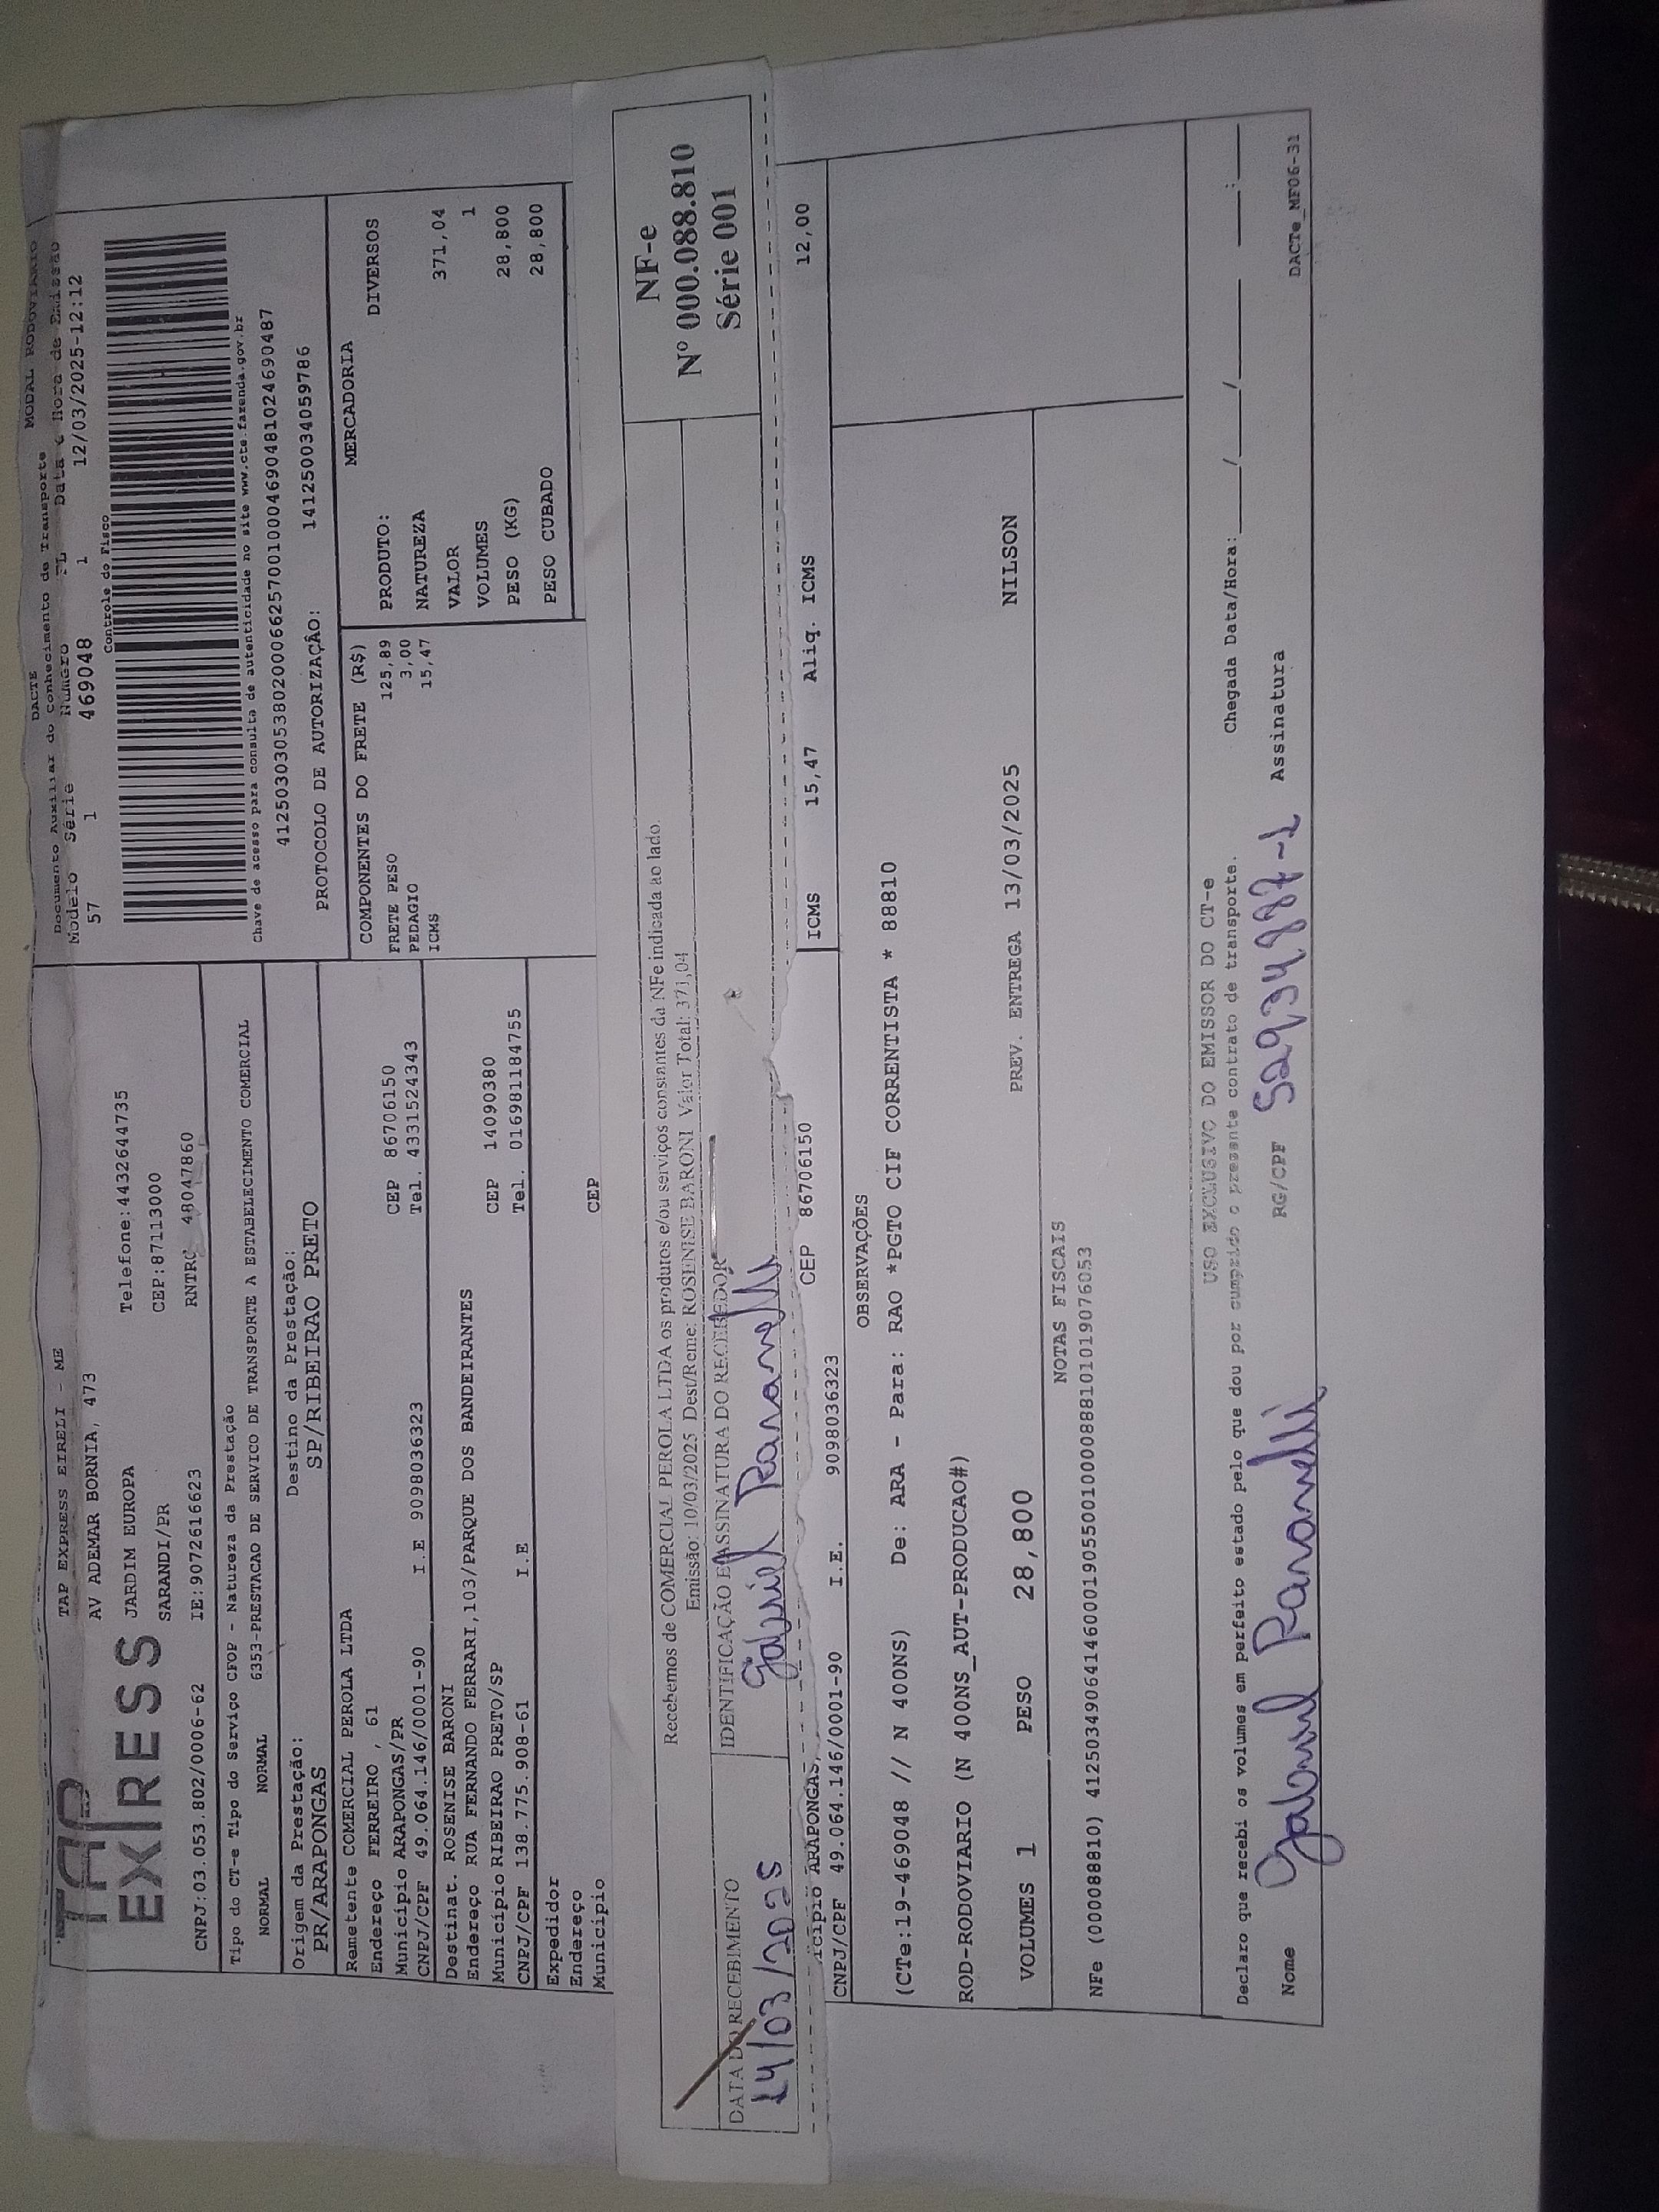 DACTE MODAL RODOVIARIO
Documento Auxiliar do Conhecimento de Transporte
TAP EXPRESS EIRELI - ME
Modelo Série Número FL Data e Hora de Emissão
57 1 469048 1 12/03/2025-12:12
TAP
EXPRESS
AV ADEMAR BORNIA, 473
JARDIM EUROPA Telefone:4432644735
SARANDI/PR CEP:87113000
CNPJ:03.053.802/0006-62 IE:9072616623 RNTRC 48047860
Controle do Fisco
Chave de acesso para consulta de autenticidade no site www.cte.fazenda.gov.br
41250303053802000662570010004690481024690487
PROTOCOLO DE AUTORIZAÇÃO: 141250034059786
Tipo do CT-e Tipo do Serviço CFOP - Natureza da Prestação
NORMAL NORMAL 6353-PRESTACAO DE SERVICO DE TRANSPORTE A ESTABELECIMENTO COMERCIAL
Origem da Prestação: Destino da Prestação:
PR/ARAPONGAS SP/RIBEIRAO PRETO
Remetente COMERCIAL PEROLA LTDA
Endereço FERREIRO , 61 CEP 86706150
Município ARAPONGAS/PR Tel. 4331524343
CNPJ/CPF 49.064.146/0001-90 I.E 9098036323
Destinat. ROSENISE BARONI
Endereço RUA FERNANDO FERRARI,103/PARQUE DOS BANDEIRANTES
Município RIBEIRAO PRETO/SP CEP 14090380
CNPJ/CPF 138.775.908-61 I.E Tel. 016981184755
Expedidor
Endereço
Município CEP
COMPONENTES DO FRETE (R$)
FRETE PESO 125,89
PEDAGIO 3,00
ICMS 15,47
MERCADORIA
PRODUTO: DIVERSOS
NATUREZA
VALOR 371,04
VOLUMES 1
PESO (KG) 28,800
PESO CUBADO 28,800
Recebemos de COMERCIAL PEROLA LTDA os produtos e/ou serviços constantes da NFe indicada ao lado.
Emissão: 10/03/2025 Dest/Reme: ROSENISE BARONI Valor Total: 371,04
DATA DO RECEBIMENTO IDENTIFICAÇÃO E ASSINATURA DO RECEBEDOR
14/03/2025 Gabriel Pananelli
NF-e
Nº 000.088.810
Série 001
ARAPONGAS CEP 86706150
CNPJ/CPF 49.064.146/0001-90 I.E. 9098036323
ICMS 15,47 Aliq. ICMS 12,00
OBSERVAÇÕES
(CTe:19-469048 // N 400NS) De: ARA - Para: RAO *PGTO CIF CORRENTISTA * 88810
ROD-RODOVIARIO (N 400NS_AUT-PRODUCAO#)
VOLUMES 1 PESO 28,800 PREV. ENTREGA 13/03/2025 NILSON
NOTAS FISCAIS
NFe (000088810) 41250349064146000190550010000888101019076053
USO EXCLUSIVO DO EMISSOR DO CT-e
Declaro que recebi os volumes em perfeito estado pelo que dou por cumprido o presente contrato de transporte. Chegada Data/Hora:____/____/______ ____:____
Nome Gabriel Pananelli RG/CPF 52934987-1 Assinatura
DACTe_MF06-31